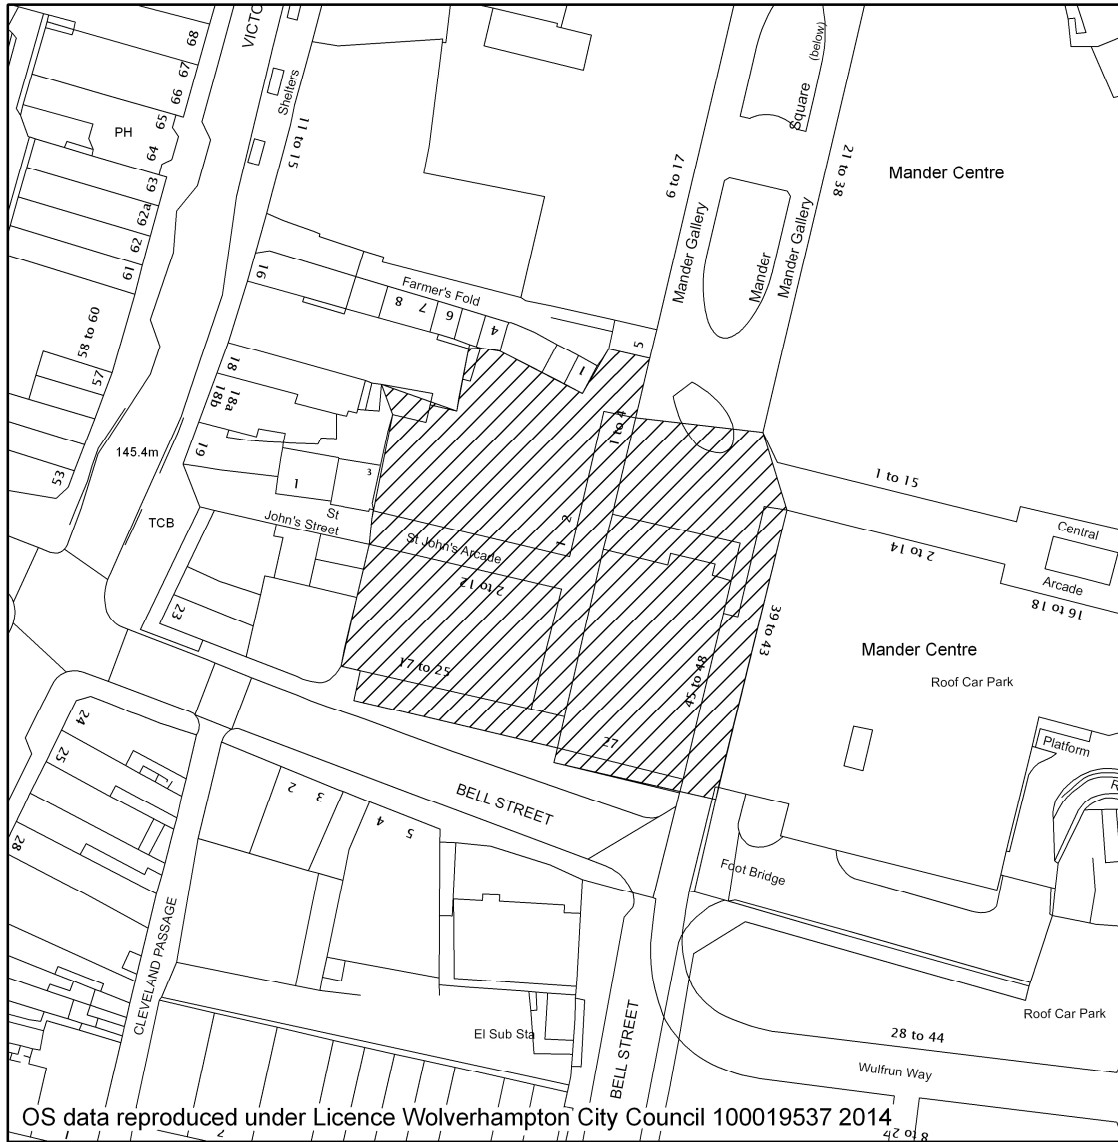 68
67
66
65
64
63
62a
62
61
58 to 60
57
53
PH
VICTO
Shelters
11 to 15
16
18
18a
18b
19
145.4m
TCB
23
Farmer's Fold
8
7
6
4
1
5
6 to 17
Mander Gallery
Square
(below)
Mander
Mander Gallery
21 to 38
Mander Centre
1
3
St
John's Street
St John's Arcade
1 to 4
1
2
2 to 12
17 to 25
27
45 to 48
39 to 43
1 to 15
2 to 14
Central
Arcade
16 to 18
Mander Centre
Roof Car Park
Platform
R
BELL STREET
24
25
28
2
3
4
5
CLEVELAND PASSAGE
Foot Bridge
El Sub Sta
BELL STREET
Roof Car Park
28 to 44
Wulfrun Way
8 to 27
1
7
OS data reproduced under Licence Wolverhampton City Council 100019537 2014